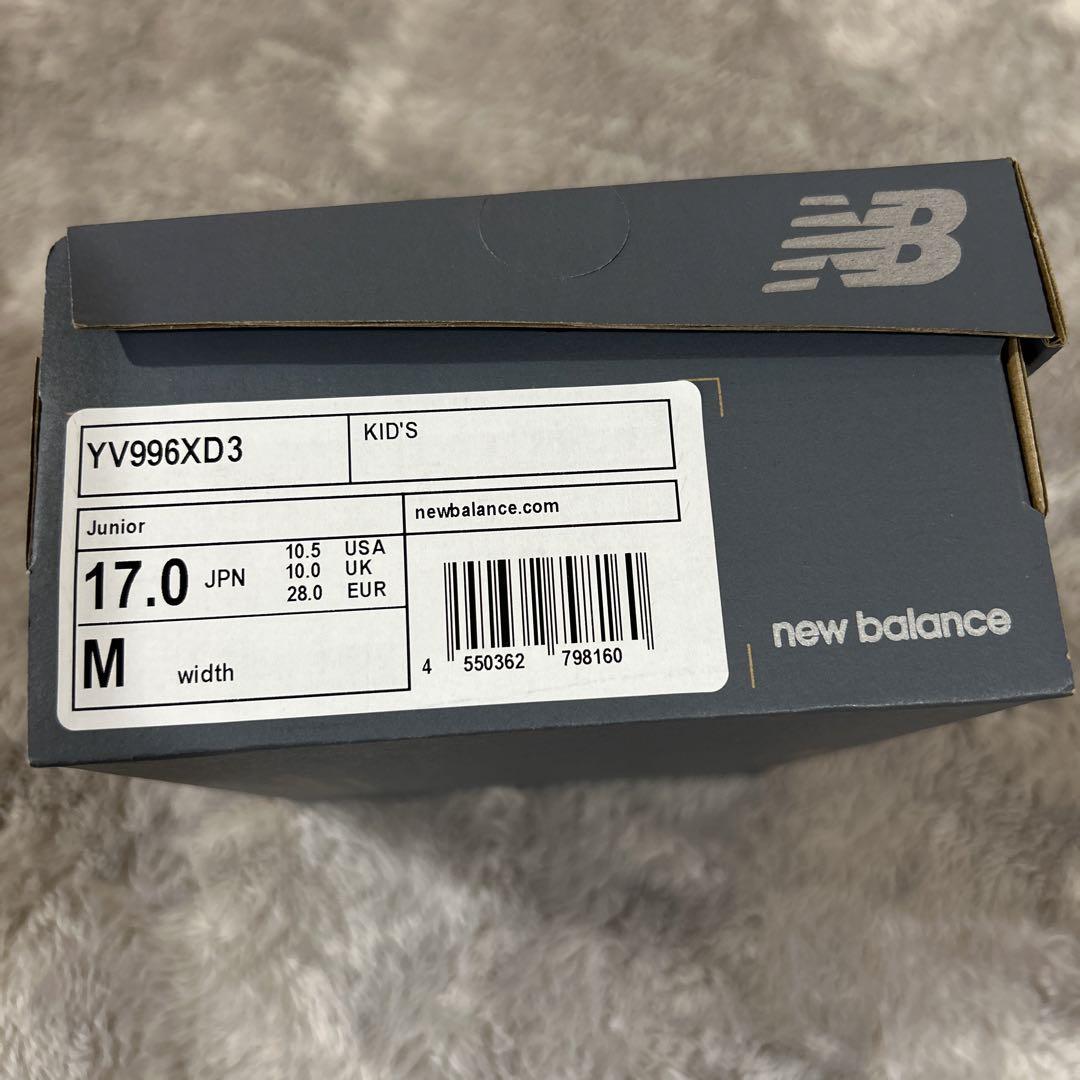 NB
YV996XD3
KID'S
Junior
newbalance.com
17.0 JPN
10.5 USA
10.0 UK
28.0 EUR
M width
4 550362 798160
new balance